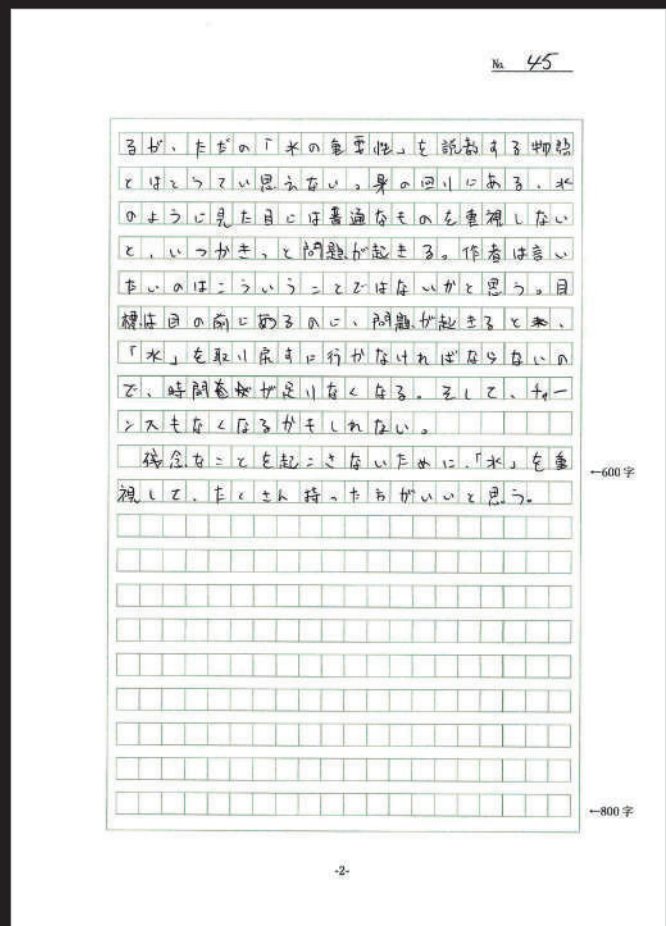 № 45
るが、ただの「水の重要性」を説教する物語
とはとうてい思えない。身の回りにある、水
のように見た目には普通なものを重視しない
と、いつかきっと問題が起きる。作者は言い
たいのはこういうことではないかと思う。目
標は目の前にあるのに、問題が起きると、
「水」を取り戻すに行かなければならないの
で、時間が足りなくなる。そして、チャー
ンスもなくなるかもしれない。
残念なことを起こさないために、「水」を重
視して、たくさん持ったほうがいいと思う。
←600字
←800字
-2-